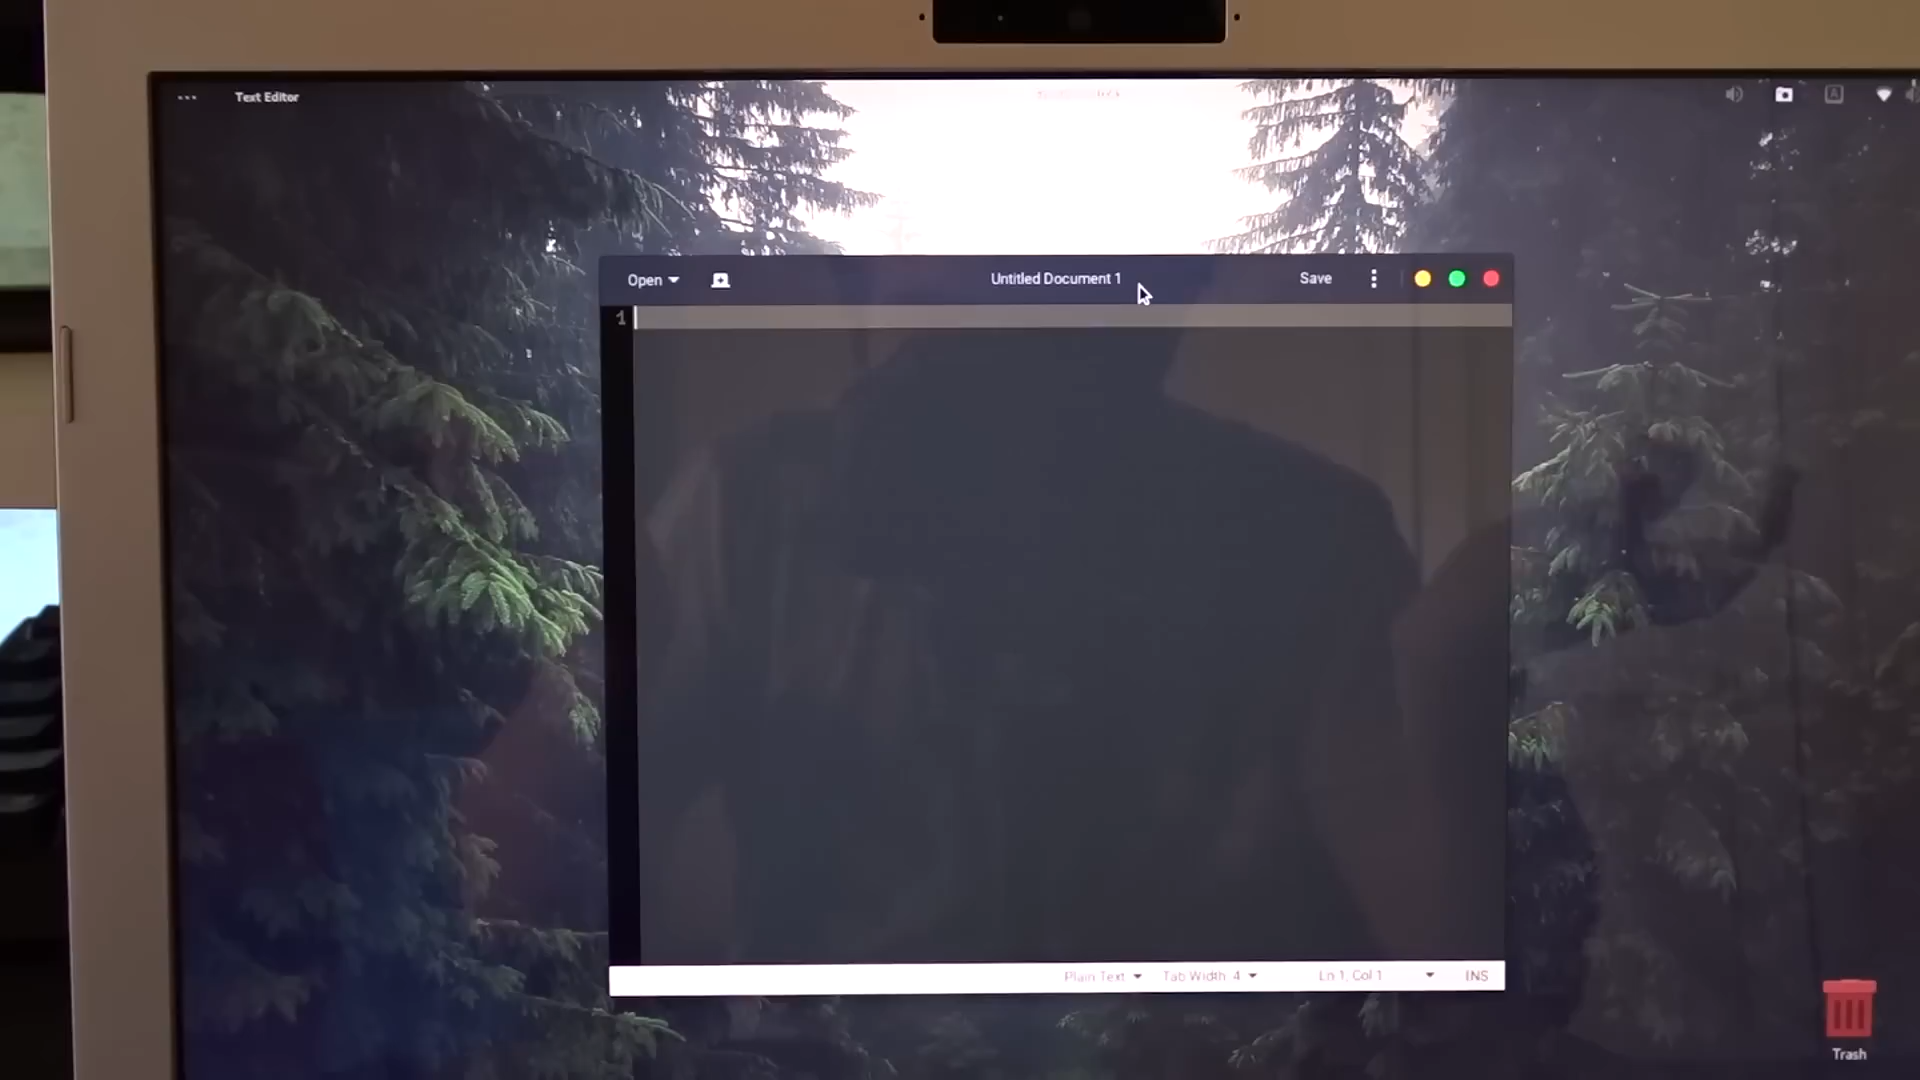 Text Editor
Open
Untitled Document 1
Save
1
Plain Text
Tab Width: 4
Ln 1, Col 1
INS
Trash